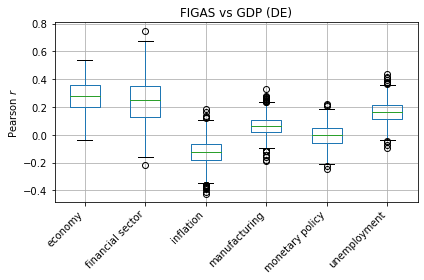 FIGAS vs GDP (DE)
0.8
0.6
0.4
0.2
0.0
−0.2
−0.4
Pearson r
economy
financial sector
inflation
manufacturing
monetary policy
unemployment